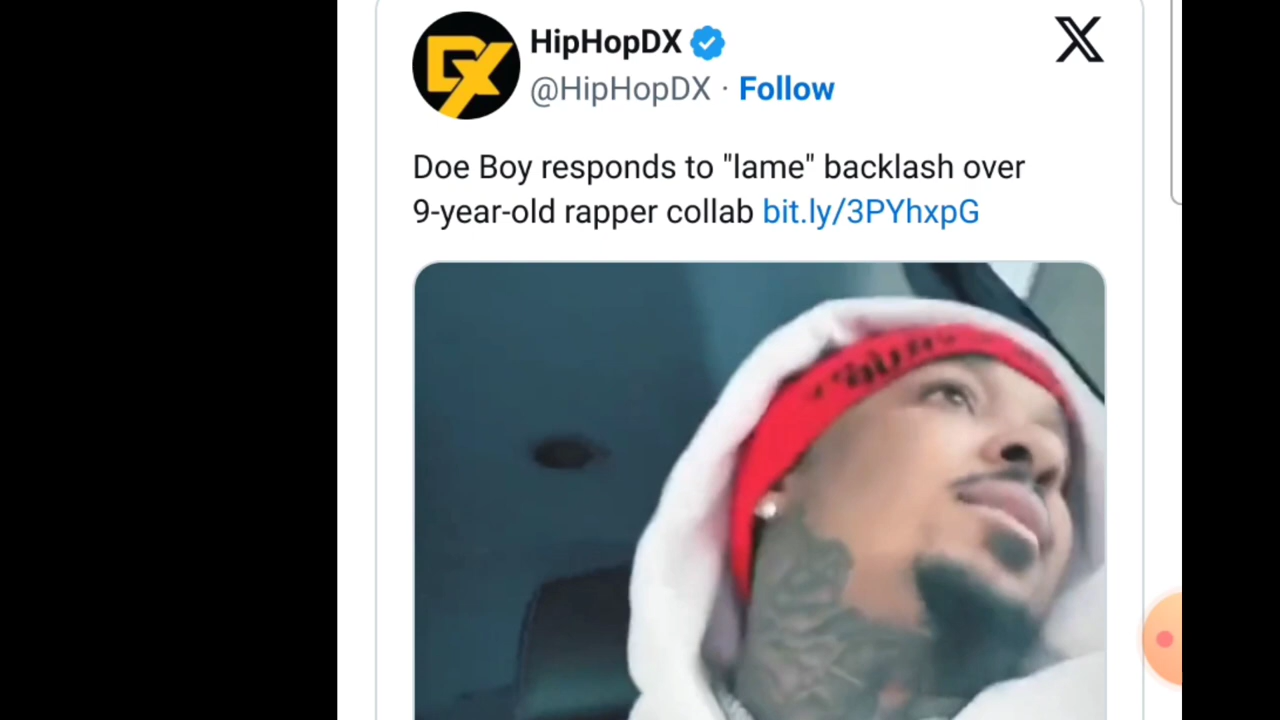 HipHopDX
@HipHopDX · Follow
Doe Boy responds to "lame" backlash over
9-year-old rapper collab bit.ly/3PYhxpG